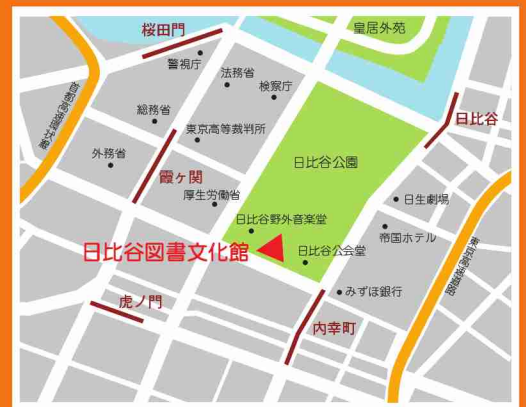 皇居外苑
桜田門
警視庁
法務省
検察庁
首都高速環状線
総務省
東京高等裁判所
日比谷
外務省
霞ヶ関
厚生労働省
日比谷公園
日生劇場
日比谷野外音楽堂
帝国ホテル
日比谷図書文化館
日比谷公会堂
東京高速道路
みずほ銀行
虎ノ門
内幸町